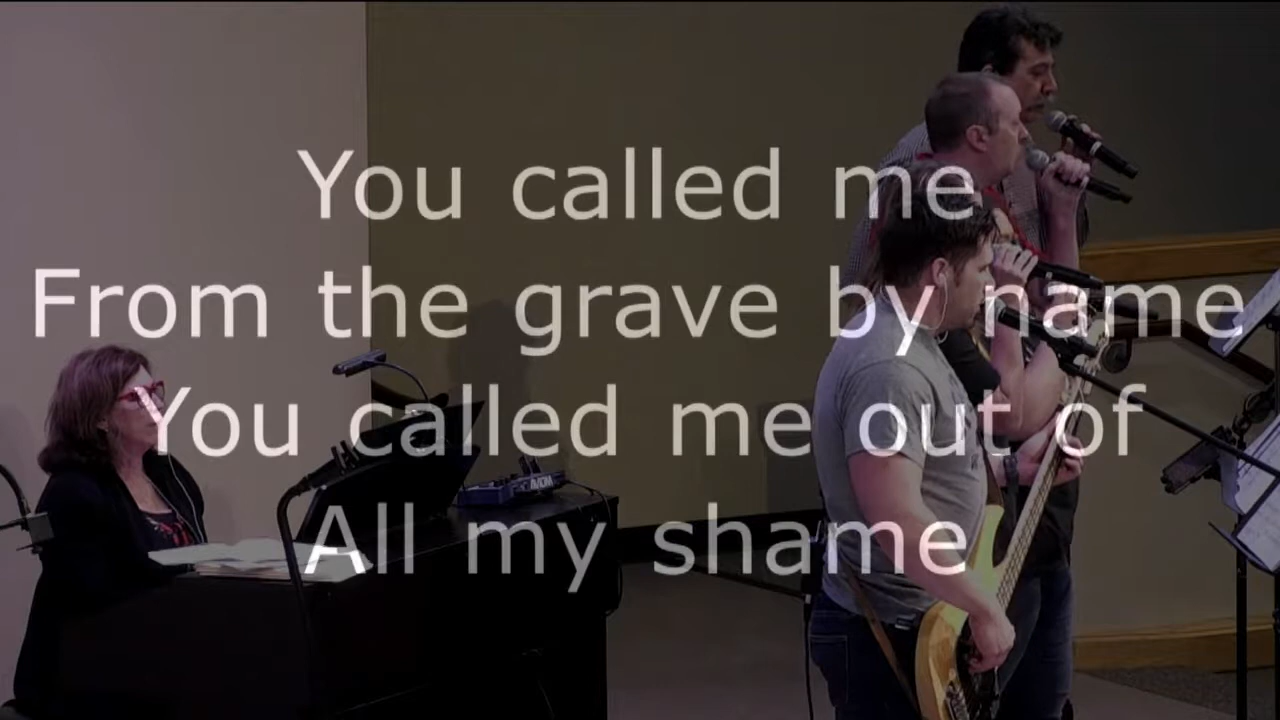 You called me
From the grave by name
You called me out of
All my shame